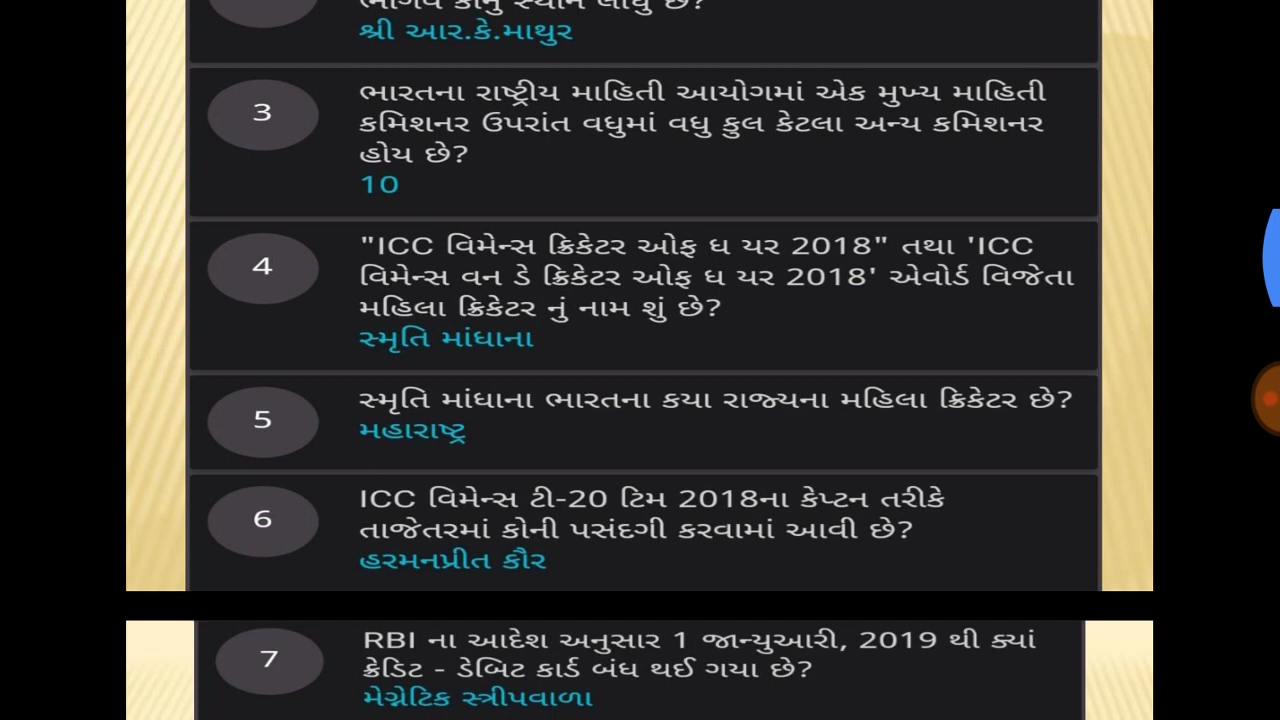 શ્રી આર.કે.માથુર
3
ભારતના રાષ્ટ્રીય માહિતી આયોગમાં એક મુખ્ય માહિતી
કમિશનર ઉપરાંત વધુમાં વધુ કુલ કેટલા અન્ય કમિશનર
હોય છે?
10
4
"ICC વિમેન્સ ક્રિકેટર ઓફ ધ યર 2018" તથા 'ICC
વિમેન્સ વન ડે ક્રિકેટર ઓફ ધ યર 2018' એવોર્ડ વિજેતા
મહિલા ક્રિકેટર નું નામ શું છે?
સ્મૃતિ માંધાના
5
સ્મૃતિ માંધાના ભારતના કયા રાજ્યના મહિલા ક્રિકેટર છે?
મહારાષ્ટ્ર
6
ICC વિમેન્સ ટી-20 ટિમ 2018ના કેપ્ટન તરીકે
તાજેતરમાં કોની પસંદગી કરવામાં આવી છે?
હરમનપ્રીત કૌર
7
RBI ના આદેશ અનુસાર 1 જાન્યુઆરી, 2019 થી ક્યાં
ક્રેડિટ - ડેબિટ કાર્ડ બંધ થઈ ગયા છે?
મેગ્નેટિક સ્ત્રીપવાળા